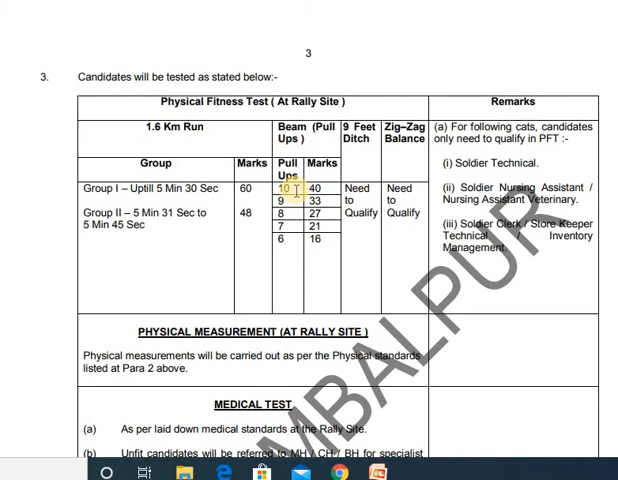 3
3. Candidates will be tested as stated below:-
Physical Fitness Test ( At Rally Site ) Remarks
1.6 Km Run
Beam (Pull Ups )
9 Feet Ditch
Zig–Zag Balance
(a) For following cats, candidates
only need to qualify in PFT :-
Group Marks Pull Ups Marks
(i) Soldier Technical.
Group I – Uptill 5 Min 30 Sec 60 10 40 Need to Qualify Need to Qualify
9 33
Group II – 5 Min 31 Sec to 48 8 27
5 Min 45 Sec 7 21
6 16
(ii) Soldier Nursing Assistant /
Nursing Assistant Veterinary.
(iii) Soldier Clerk / Store Keeper
Technical / Inventory
Management.
PHYSICAL MEASUREMENT (AT RALLY SITE )
Physical measurements will be carried out as per the Physical standards
listed at Para 2 above.
MEDICAL TEST
(a) As per laid down medical standards at the Rally Site.
(b) Unfit candidates will be referred to MH / CH / BH for specialist
MBALPUR